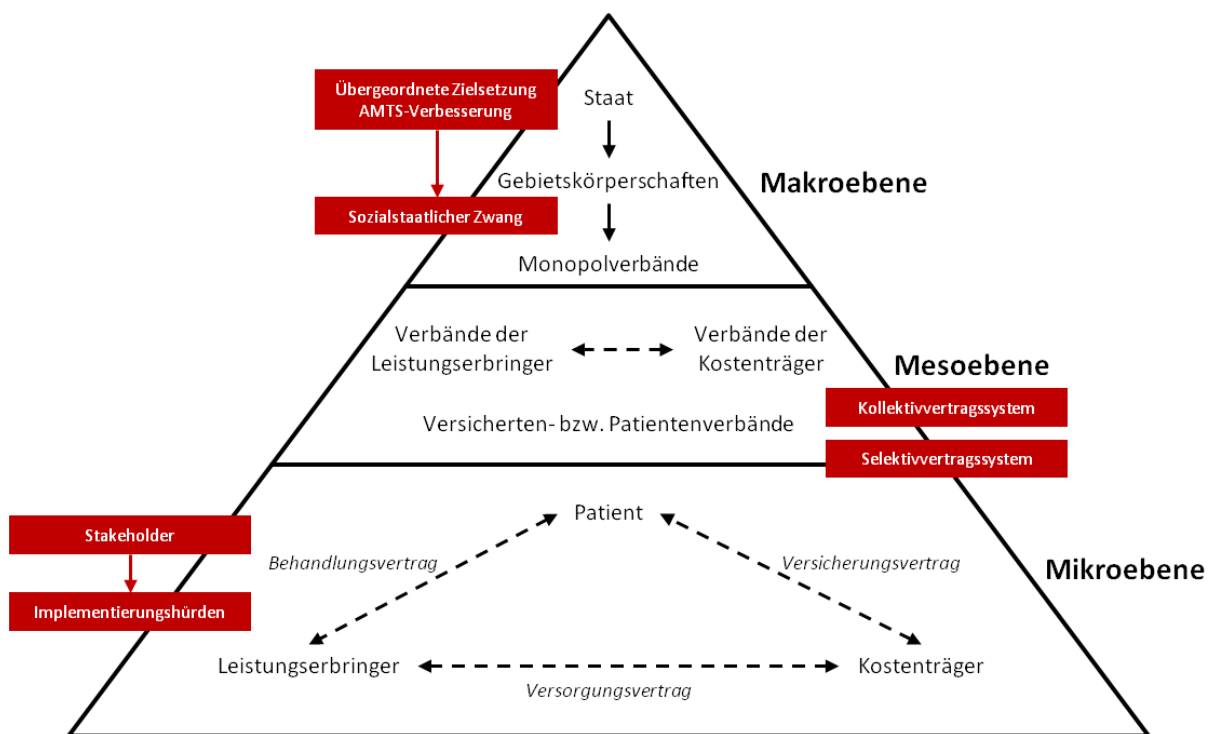 Übergeordnete Zielsetzung
AMTS-Verbesserung
Staat
Gebietskörperschaften
Makroebene
Sozialstaatlicher Zwang
Monopolverbände
Verbände der
Leistungserbringer
Verbände der
Kostenträger
Mesoebene
Kollektivvertragssystem
Versicherten- bzw. Patientenverbände
Selektivvertragssystem
Patient
Stakeholder
Behandlungsvertrag
Versicherungsvertrag
Mikroebene
Implementierungshürden
Leistungserbringer
Kostenträger
Versorgungsvertrag